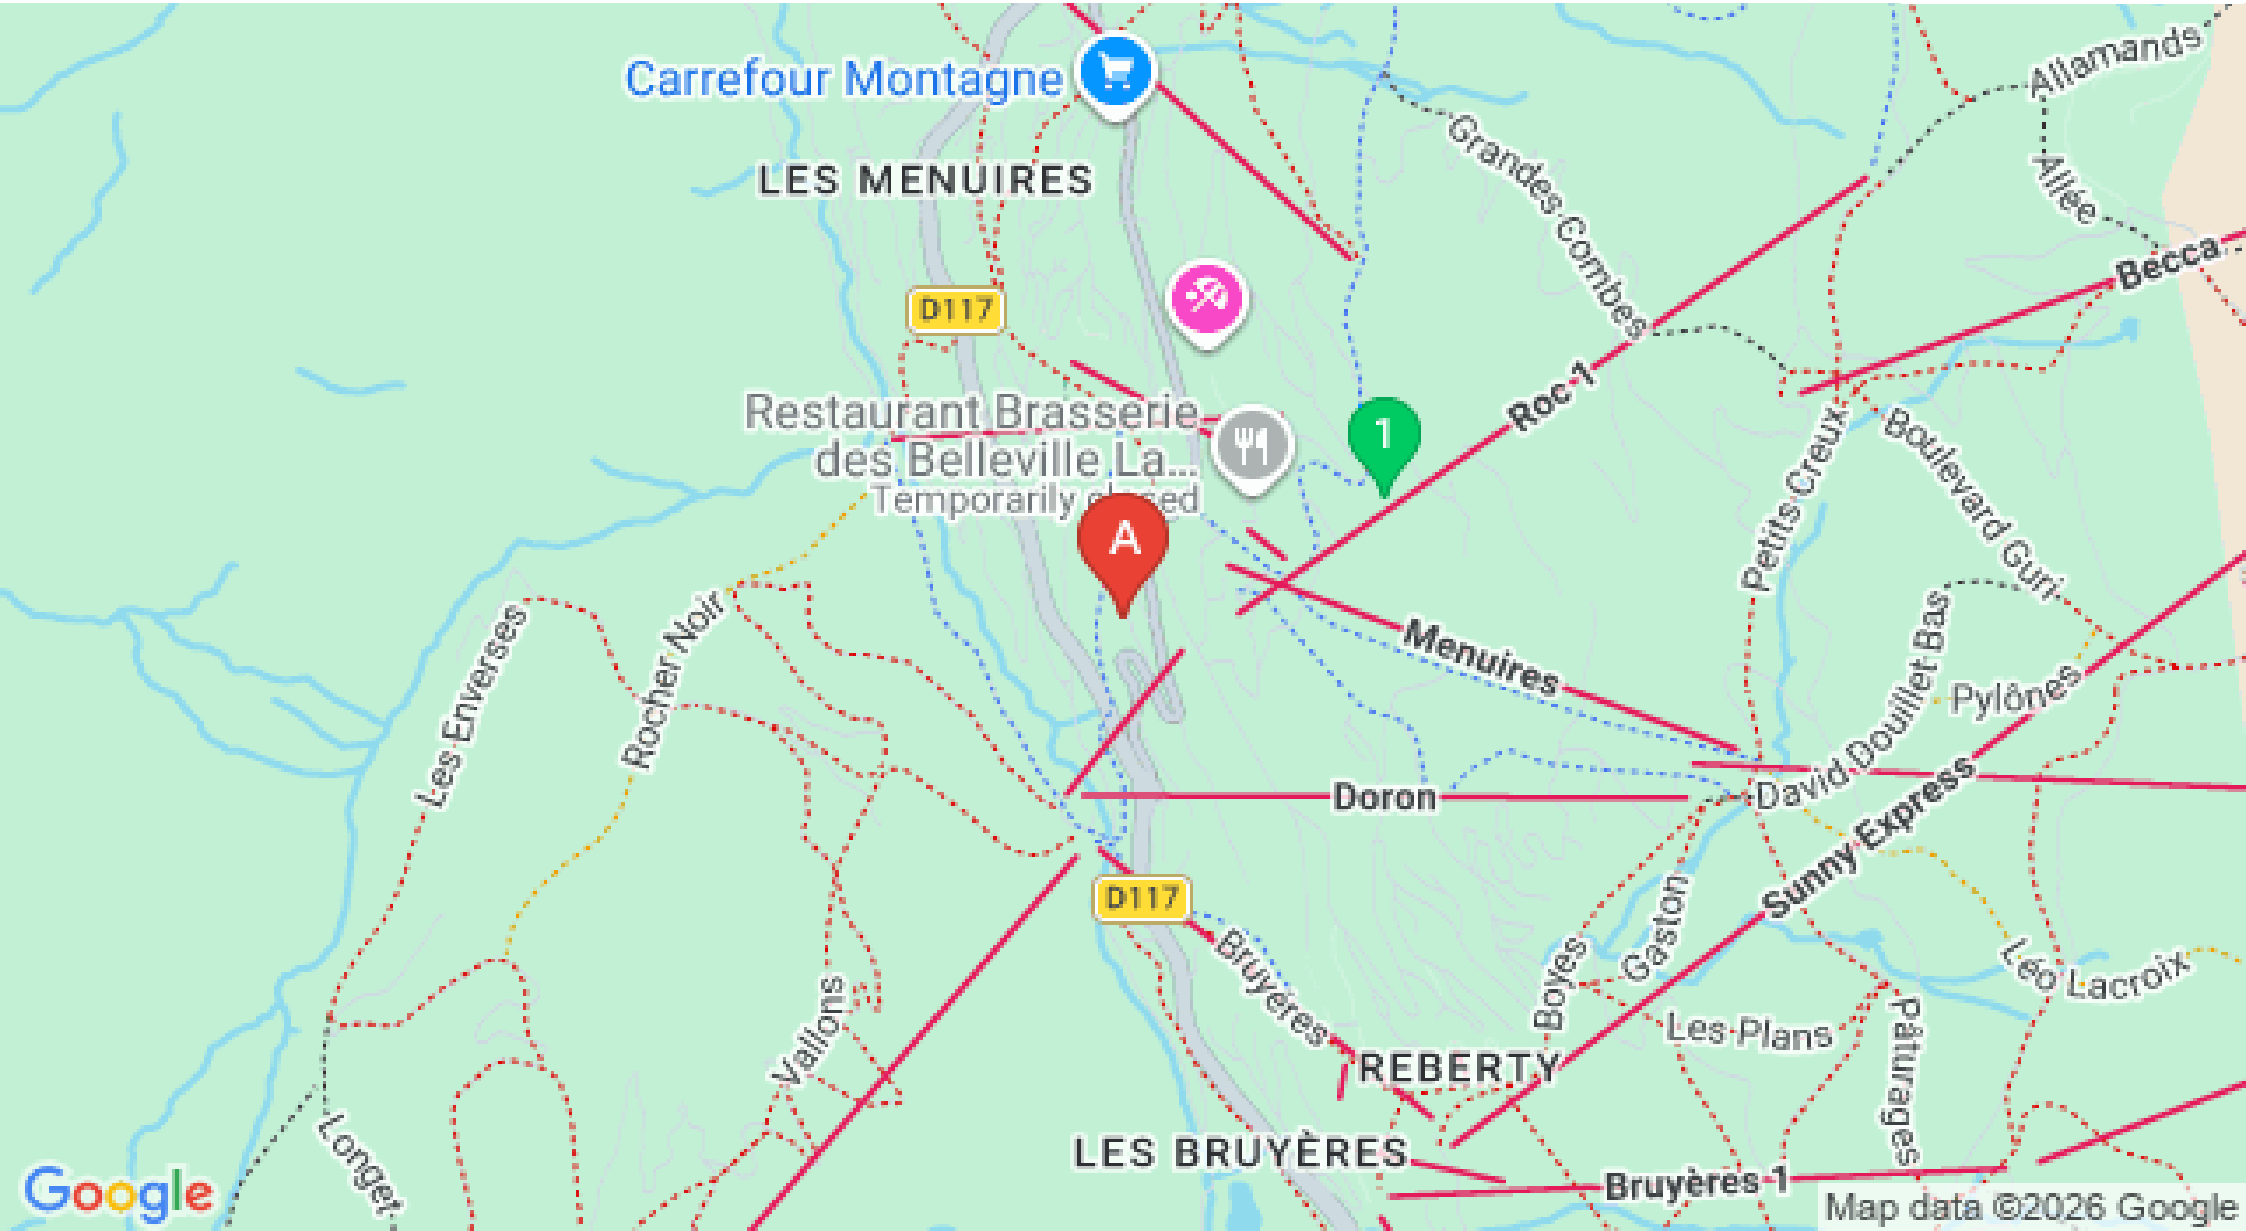 Allamands
Carrefour Montagne
Grandes Combes
Allée
LES MENUIRES
Becca
D117
Roc 1
Restaurant Brasserie
des Belleville La...
Temporarily closed
1
Petits Creux
Boulevard Guri
A
Les Enverses
Rocher Noir
Menuires
David Douillet Bas
Pylônes
Doron
Sunny Express
D117
Gaston
Bruyères
Boyes
Léo Lacroix
Vallons
Les Plans
Pâturages
REBERTY
Longet
LES BRUYÈRES
Bruyères 1
Google
Map data ©2026 Google